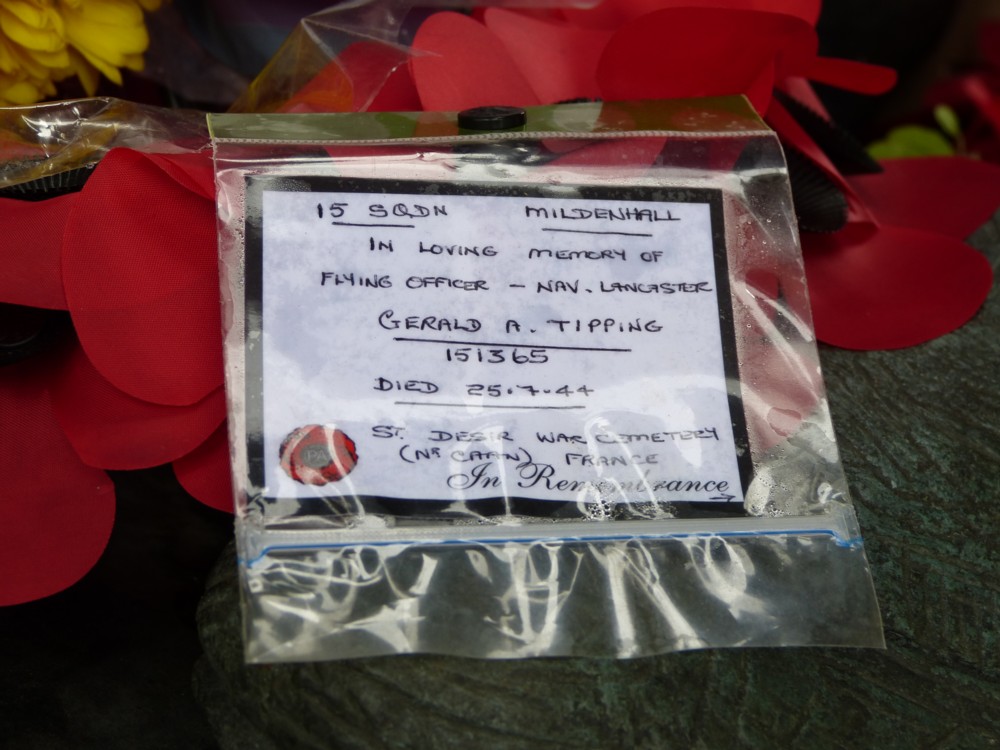 15 SQDN MILDENHALL
IN LOVING MEMORY OF
FLYING OFFICER - NAV. LANCASTER
GERALD A. TIPPING
151365
DIED 25.7.44
ST. DESIR WAR CEMETERY
(NR CAEN) FRANCE
In Remembrance